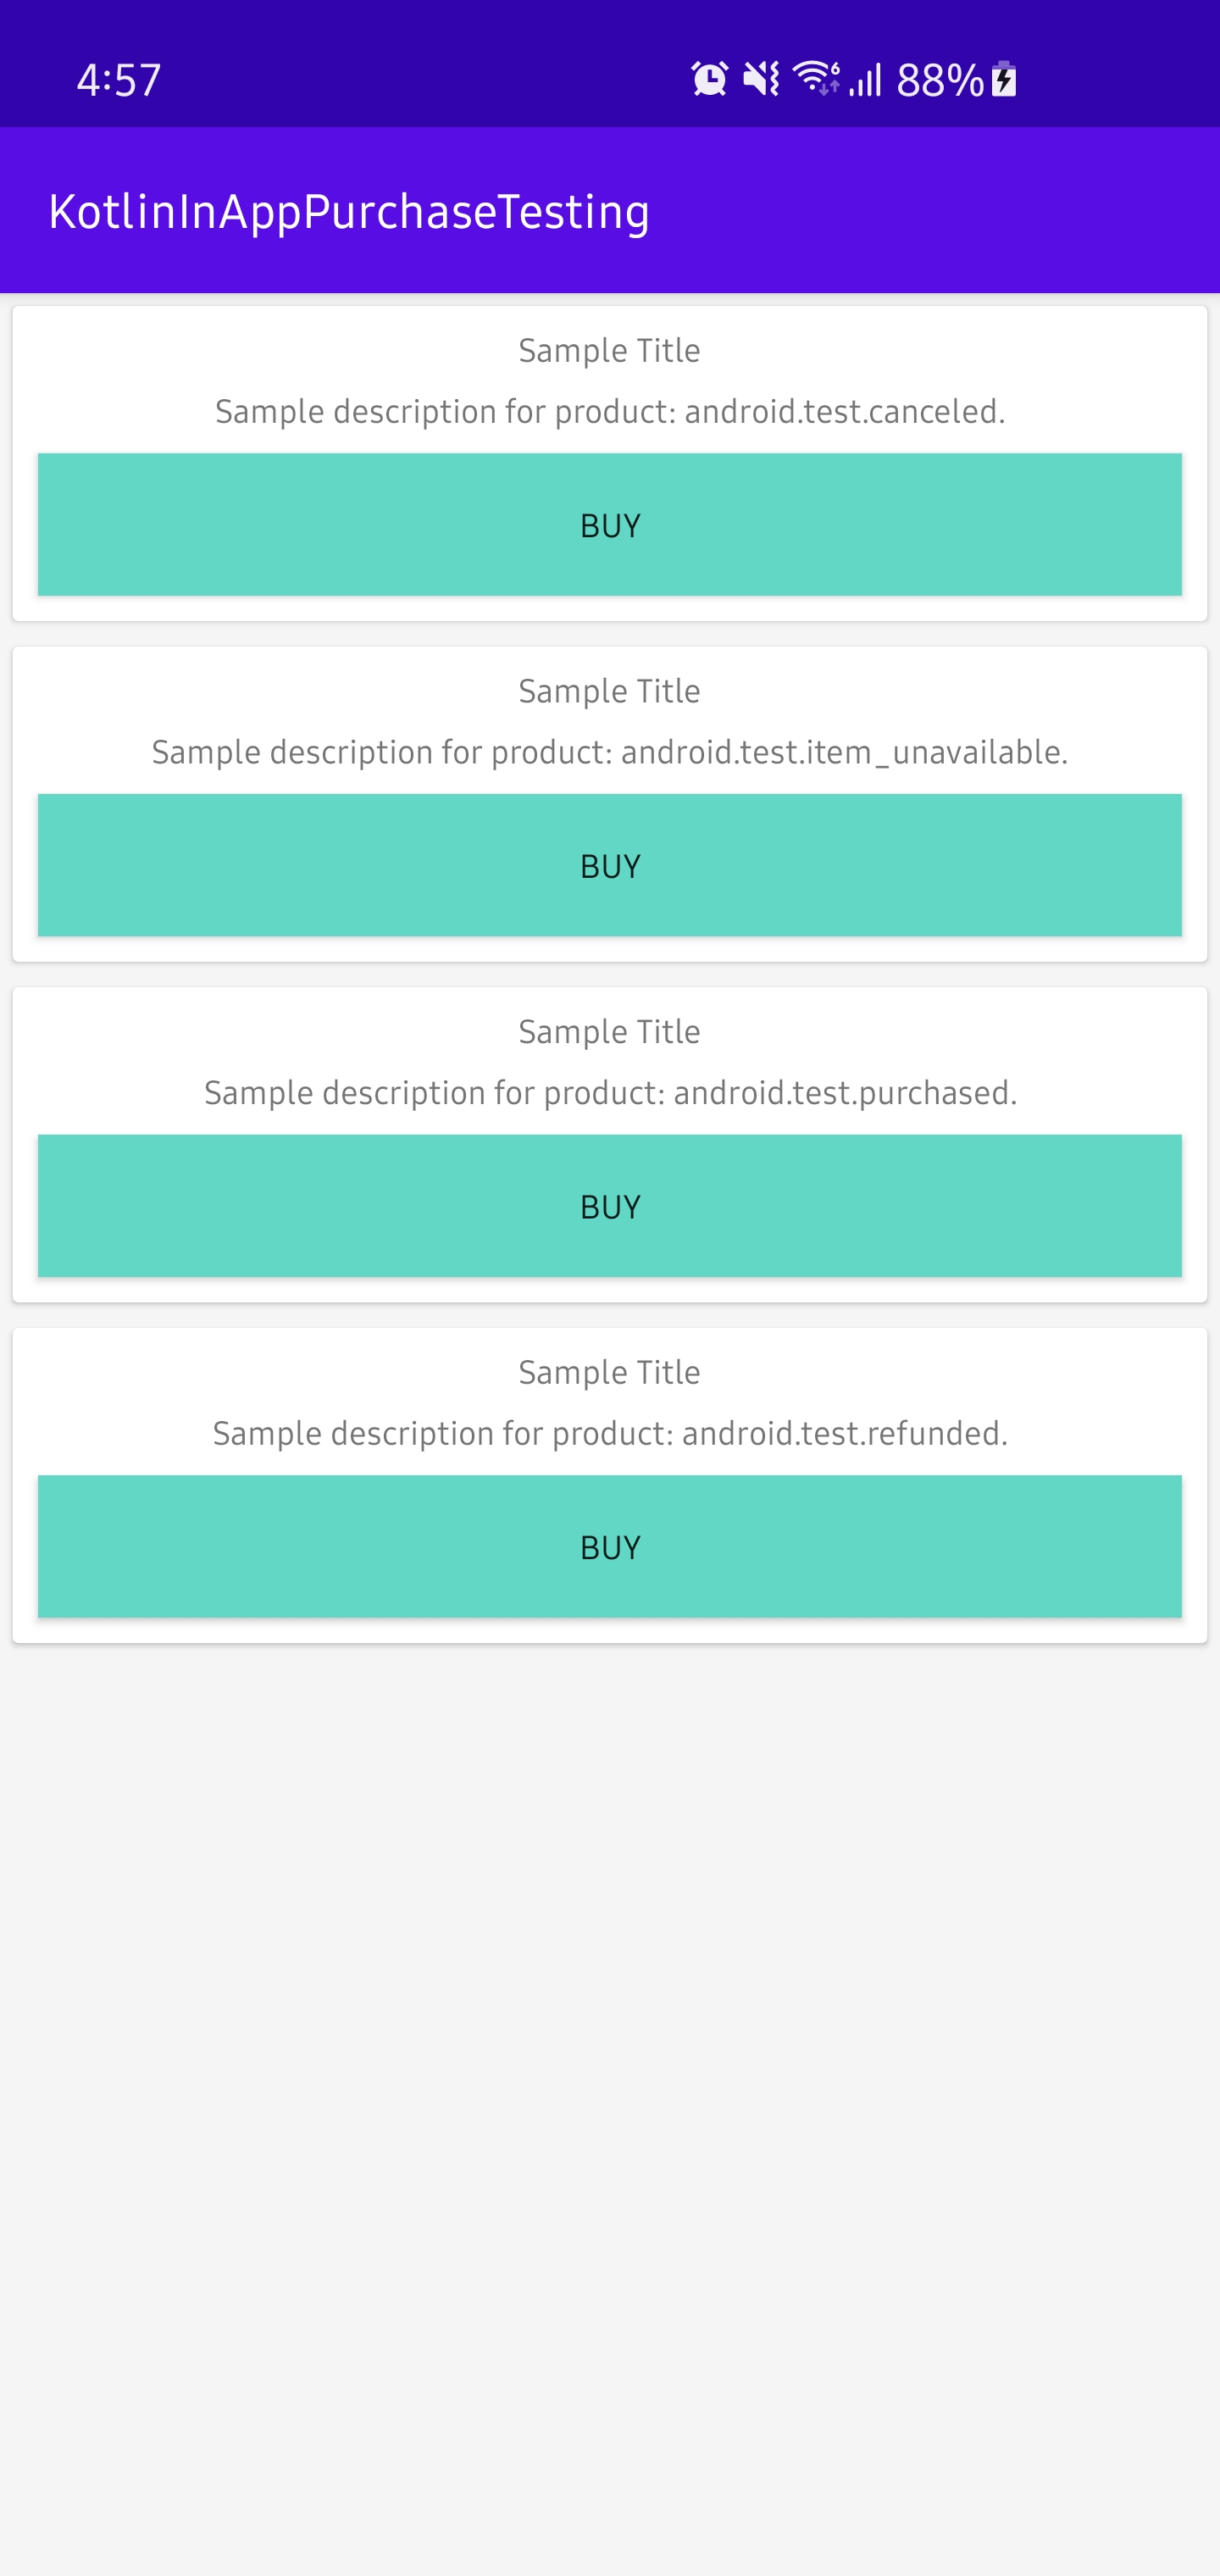 4:57 6 88%
KotlinInAppPurchaseTesting
Sample Title
Sample description for product: android.test.canceled.
BUY
Sample Title
Sample description for product: android.test.item_unavailable.
BUY
Sample Title
Sample description for product: android.test.purchased.
BUY
Sample Title
Sample description for product: android.test.refunded.
BUY